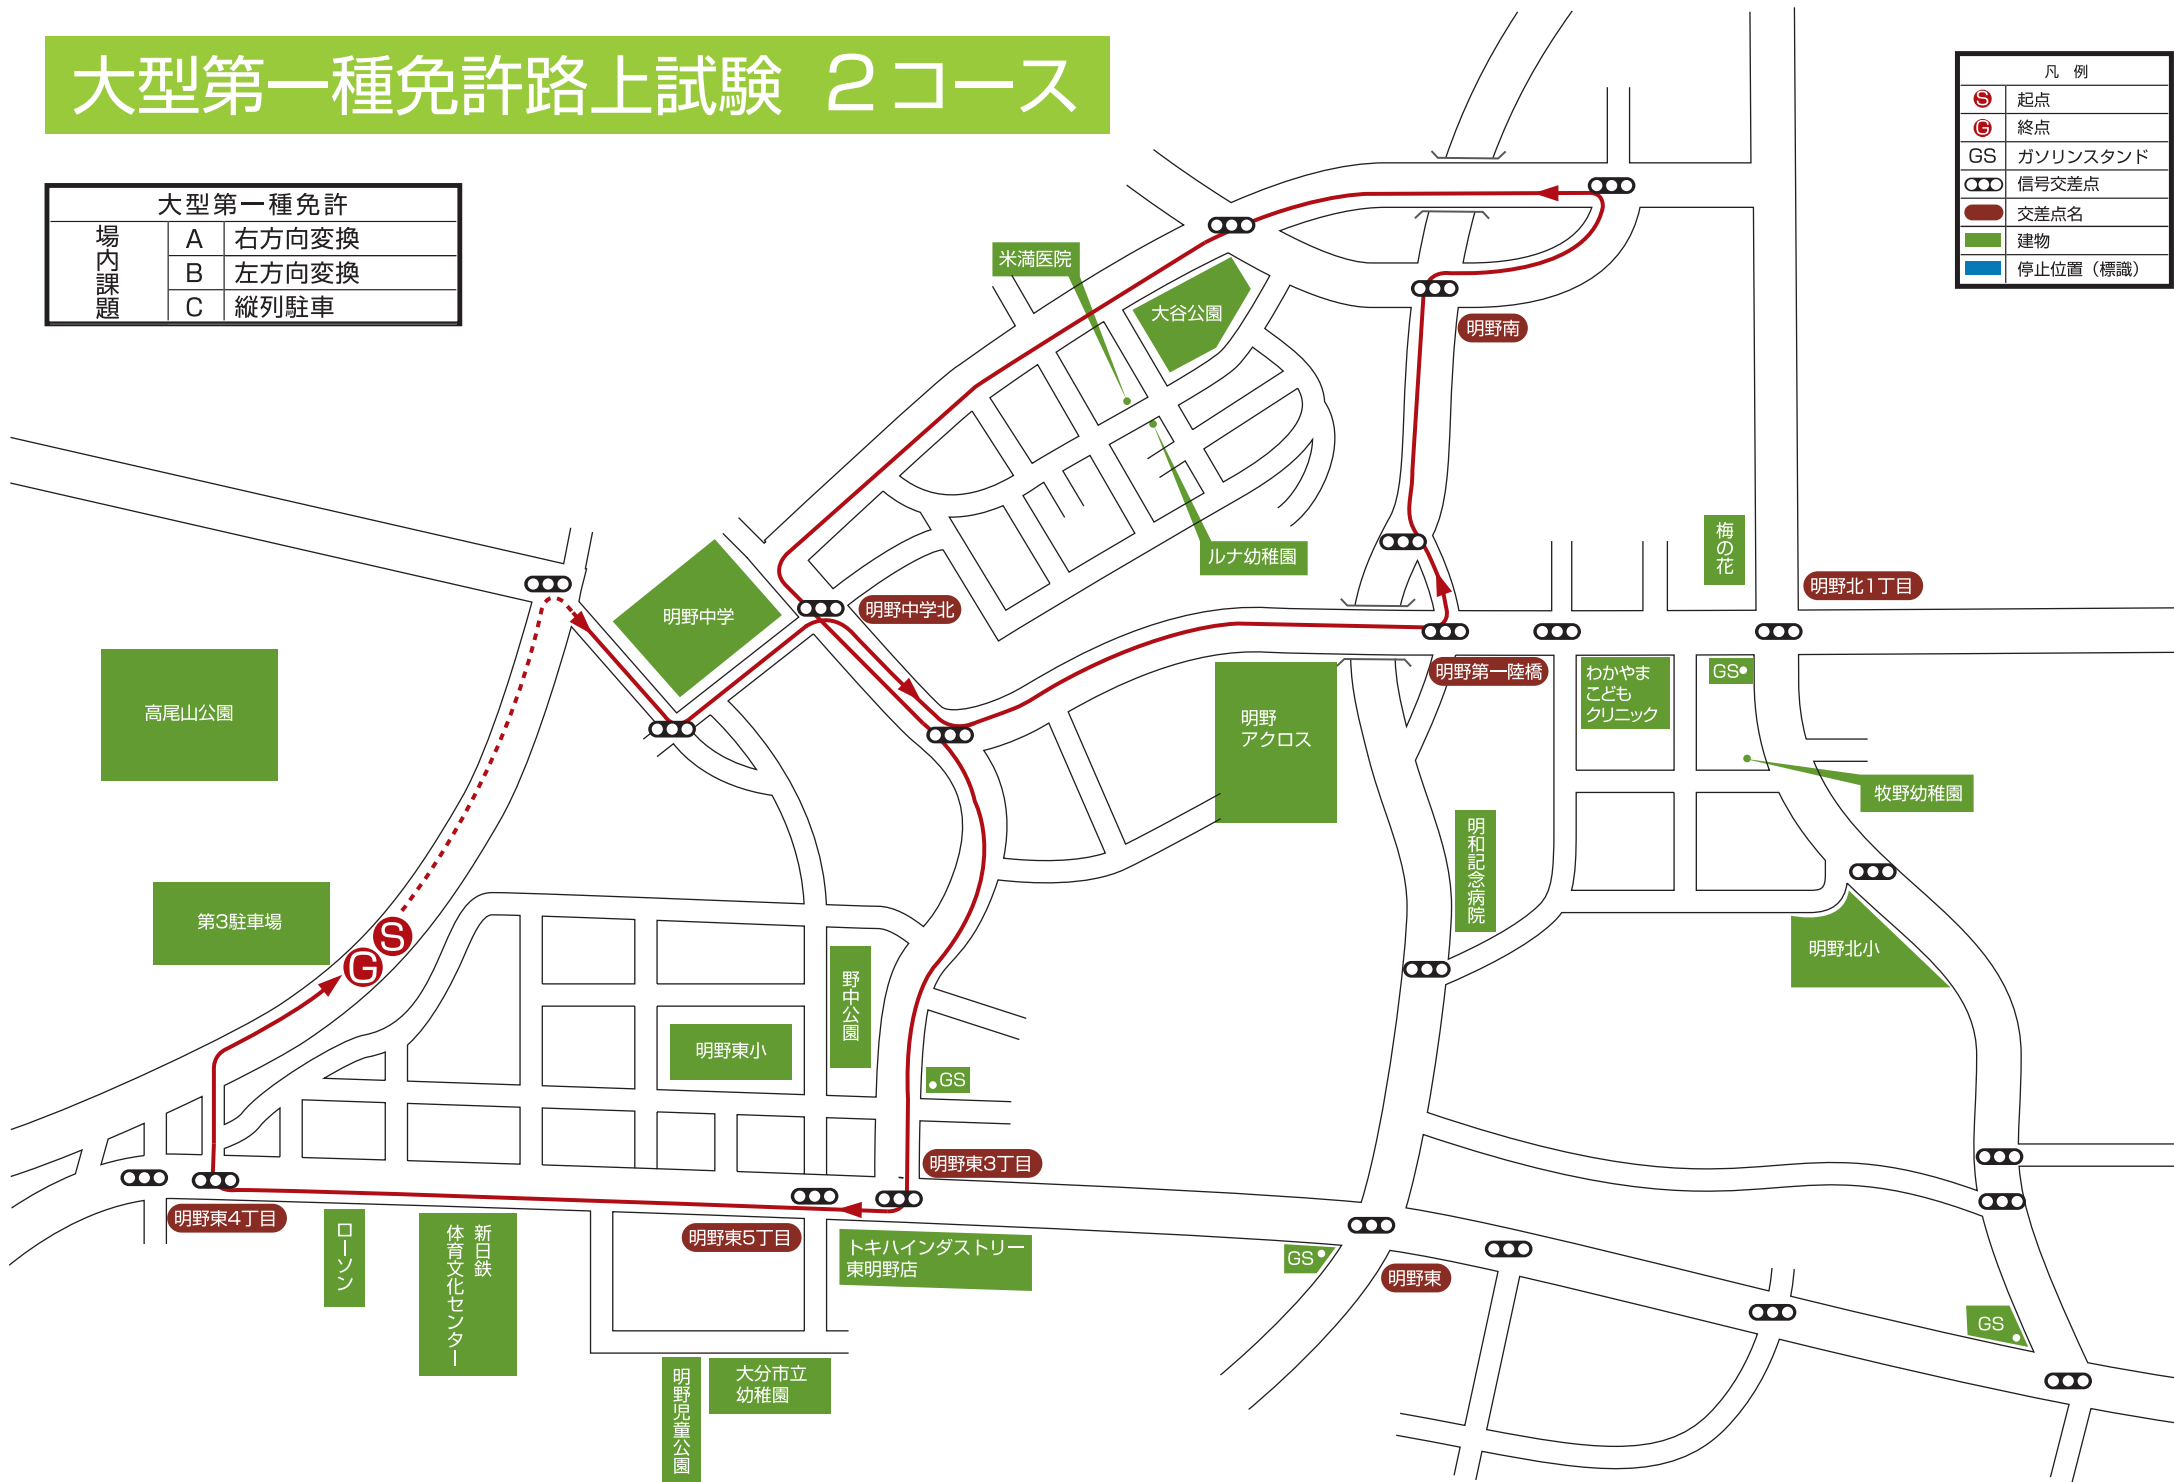 大型第一種免許路上試験 2コース
大型第一種免許
場内課題
A 右方向変換
B 左方向変換
C 縦列駐車
凡 例
S 起点
G 終点
GS ガソリンスタンド
信号交差点
交差点名
建物
停止位置（標識）
米満医院
大谷公園
明野南
ルナ幼稚園
梅の花
明野北1丁目
明野中学
明野中学北
高尾山公園
明野第一陸橋
わかやま
こども
クリニック
GS
明野
アクロス
牧野幼稚園
明和記念病院
第3駐車場
S
G
明野北小
野中公園
明野東小
GS
明野東3丁目
明野東4丁目
ローソン
新日鉄
体育文化センター
明野東5丁目
トキハインダストリー
東明野店
GS
明野東
GS
明野児童公園
大分市立
幼稚園